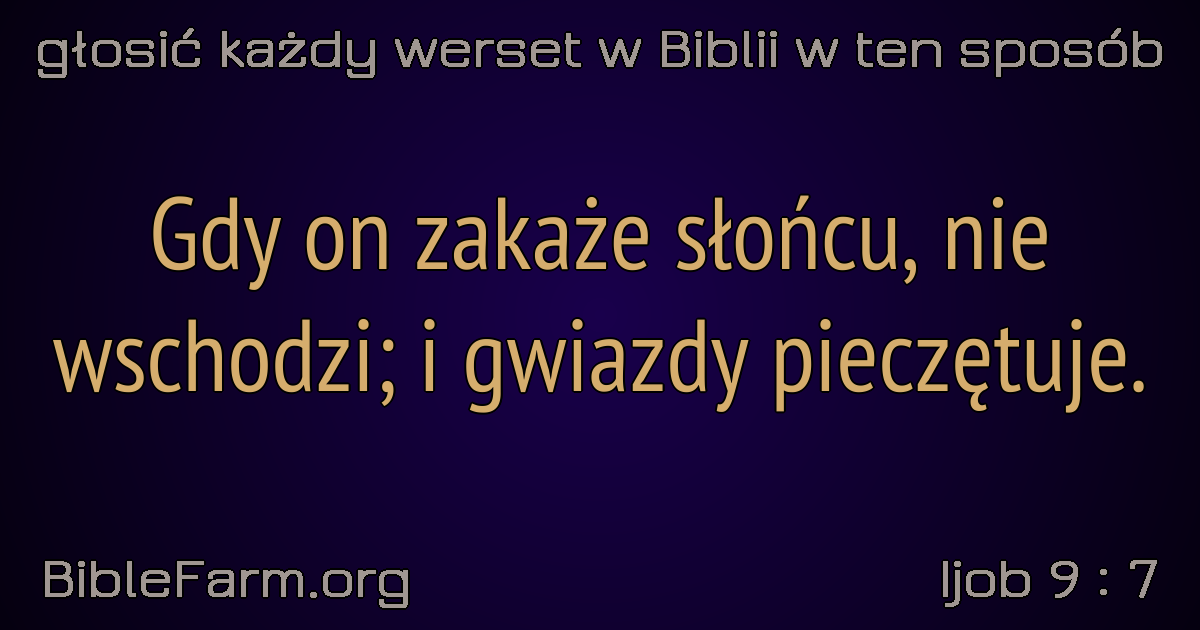 głosić każdy werset w Biblii w ten sposób
Gdy on zakaże słońcu, nie
wschodzi; i gwiazdy pieczętuje.
BibleFarm.org
Ijob 9 : 7